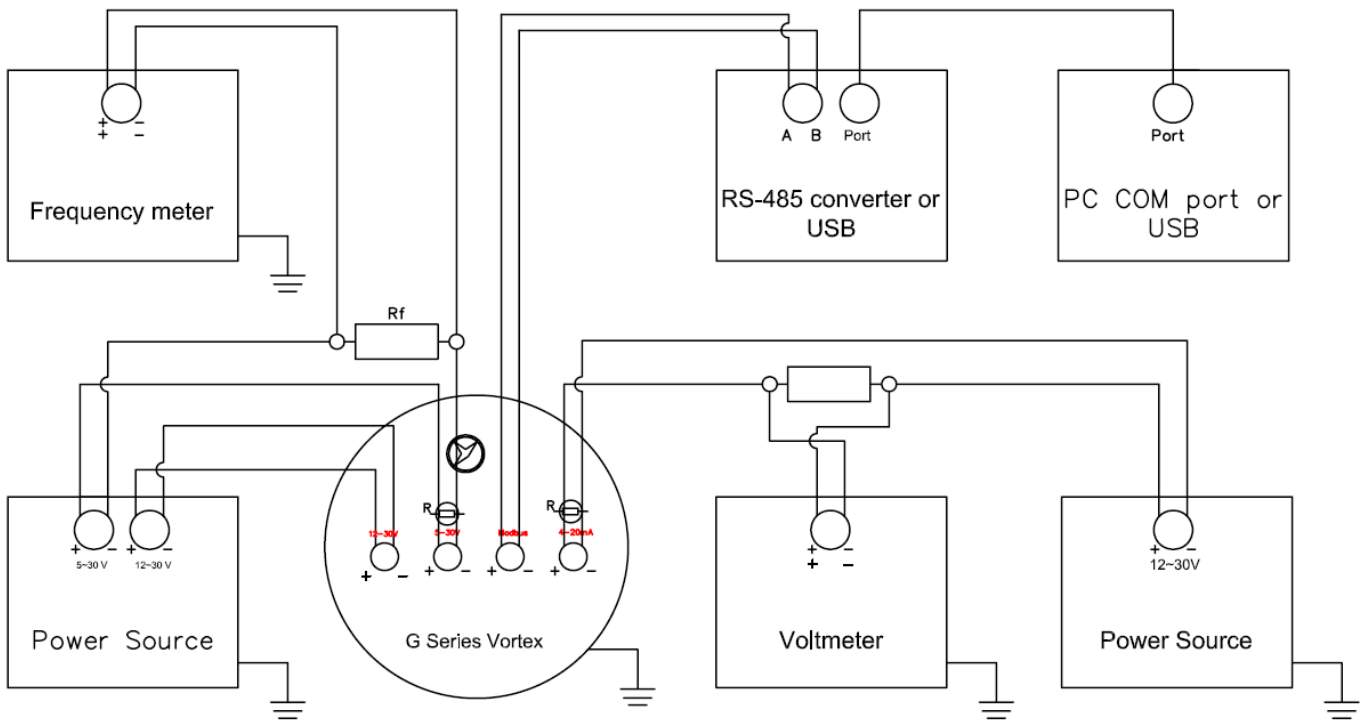 + −
+ −
Frequency meter
A B Port
RS-485 converter or
USB
Port
PC COM port or
USB
Rf
R
R
12~30V
5~30V
Modbus
4~20mA
+ −
+ −
+ −
+ −
G Series Vortex
+ − + −
5~30 V 12~30 V
Power Source
+ −
+ −
Voltmeter
+ −
12~30V
Power Source